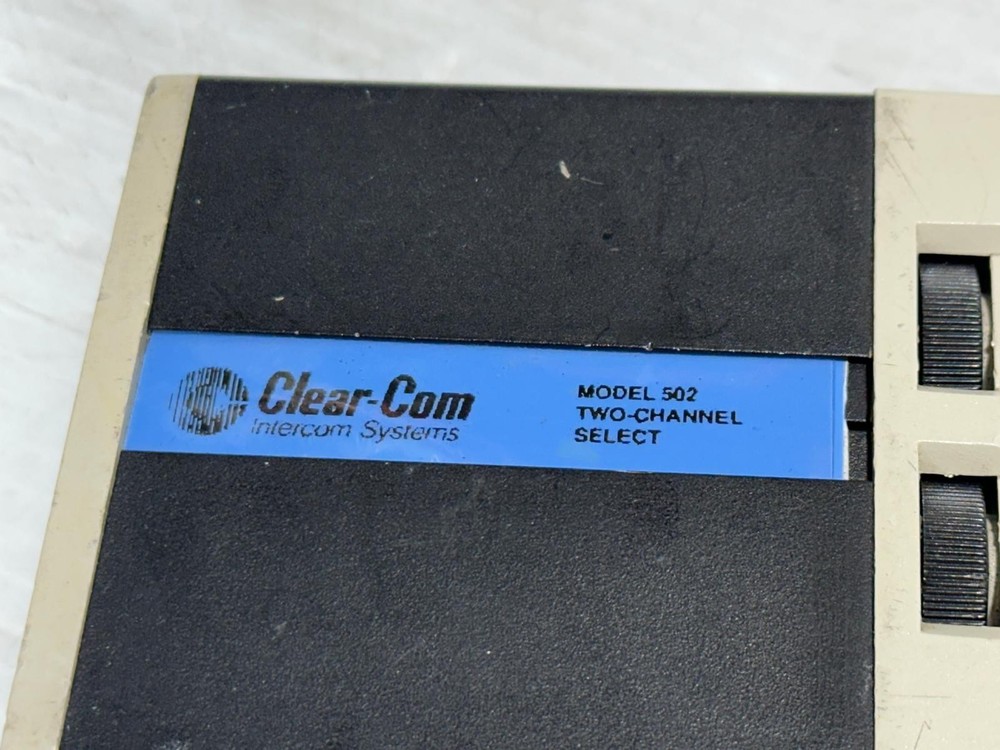 Clear-Com
Intercom Systems
MODEL 502
TWO-CHANNEL
SELECT